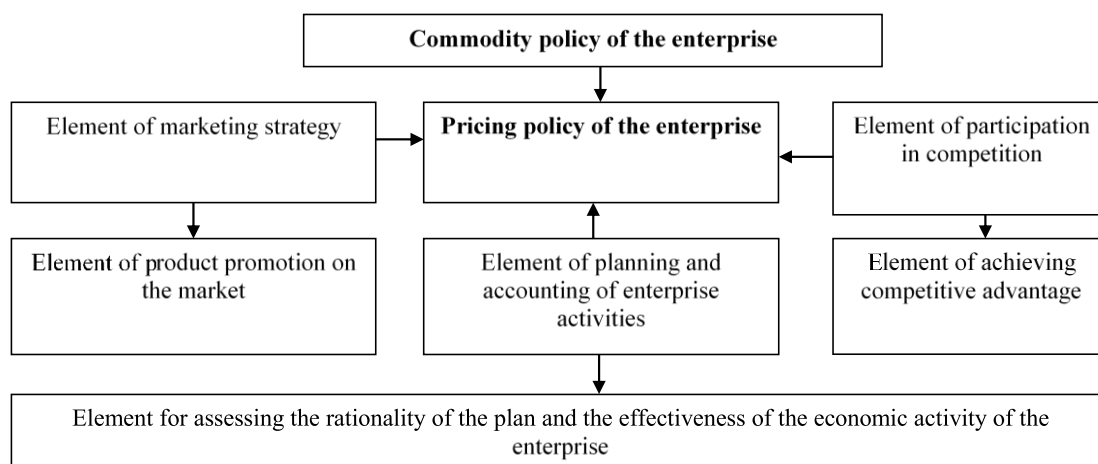 Commodity policy of the enterprise
Element of marketing strategy
Pricing policy of the enterprise
Element of participation
in competition
Element of product promotion on
the market
Element of planning and
accounting of enterprise
activities
Element of achieving
competitive advantage
Element for assessing the rationality of the plan and the effectiveness of the economic activity of the
enterprise